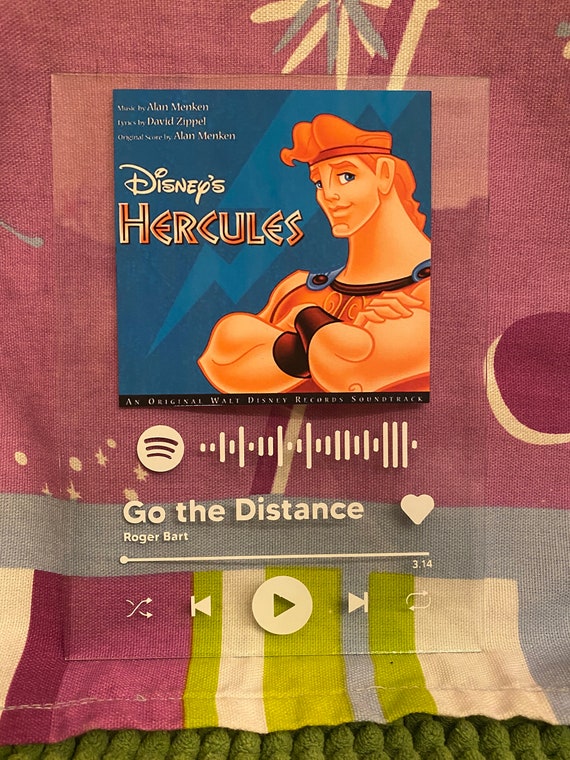 Music by Alan Menken
Lyrics by David Zippel
Original Score by Alan Menken
Disney's
HERCULES
AN ORIGINAL WALT DISNEY RECORDS SOUNDTRACK
Go the Distance
Roger Bart
3.14